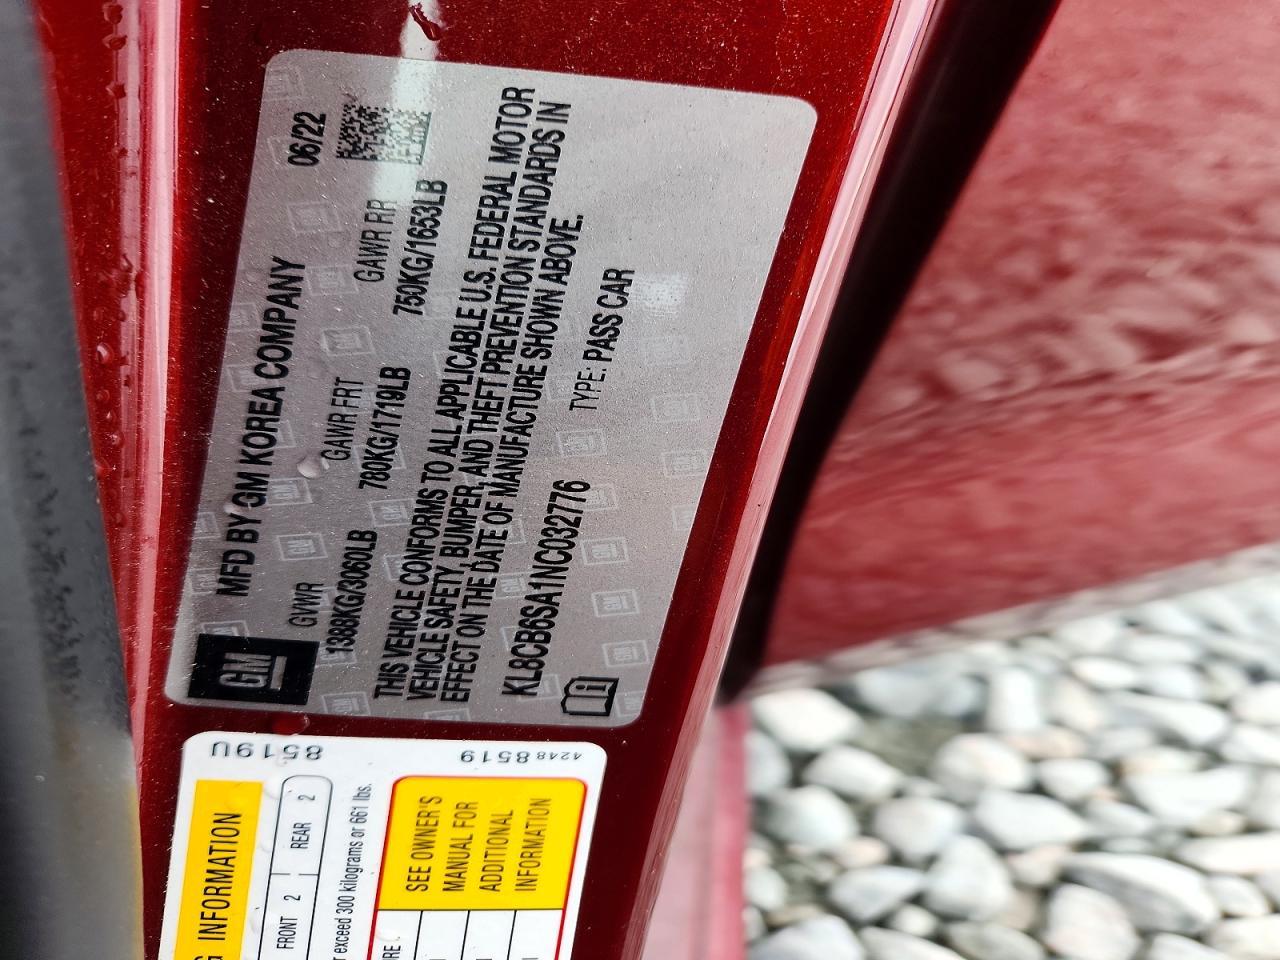 MFD BY GM KOREA COMPANY 06/22
GM
GVWR GAWR FRT GAWR RR
1388KG/3060LB 780KG/1719LB 750KG/1653LB
THIS VEHICLE CONFORMS TO ALL APPLICABLE U.S. FEDERAL MOTOR
VEHICLE SAFETY, BUMPER, AND THEFT PREVENTION STANDARDS IN
EFFECT ON THE DATE OF MANUFACTURE SHOWN ABOVE.
KL8CB6SA1NC032776 TYPE: PASS CAR
8519U
42488519
INFORMATION
FRONT 2 REAR 2
exceed 300 kilograms or 661 lbs.
SEE OWNER'S
MANUAL FOR
ADDITIONAL
INFORMATION